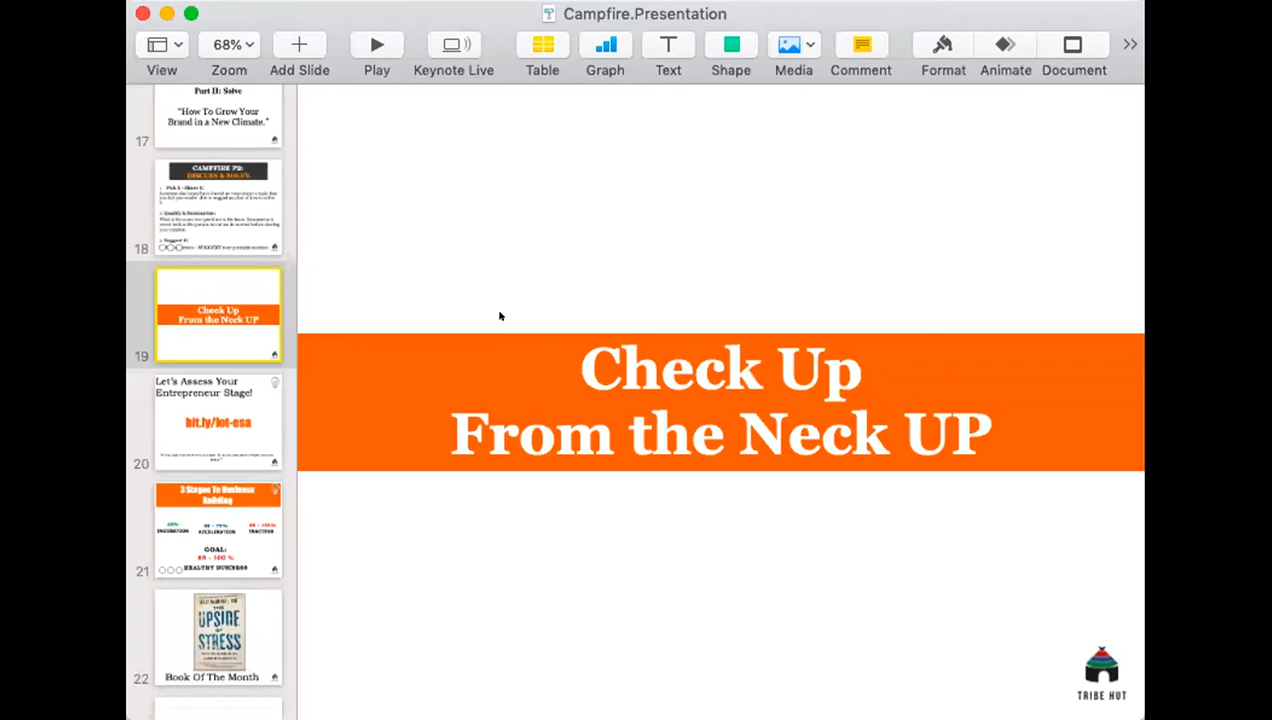 Campfire.Presentation
68%
View
Zoom
Add Slide
Play
Keynote Live
Table
Graph
Text
Shape
Media
Comment
Format
Animate
Document
Part II: Solve
"How To Grow Your
Brand in a New Climate."
17
CAMPFIRE P2:
DISCUSS & SOLVE
18
Check Up
From the Neck UP
19
Let's Assess Your
Entrepreneur Stage!
bit.ly/lot-esa
20
3 Stages To Business
Building
INCUBATION
ACCELERATION
TRACTION
GOAL:
80 - 100 %
HEALTHY BUSINESS
21
THE
UPSIDE
OF
STRESS
Book Of The Month
22
Check Up
From the Neck UP
TRIBE HUT